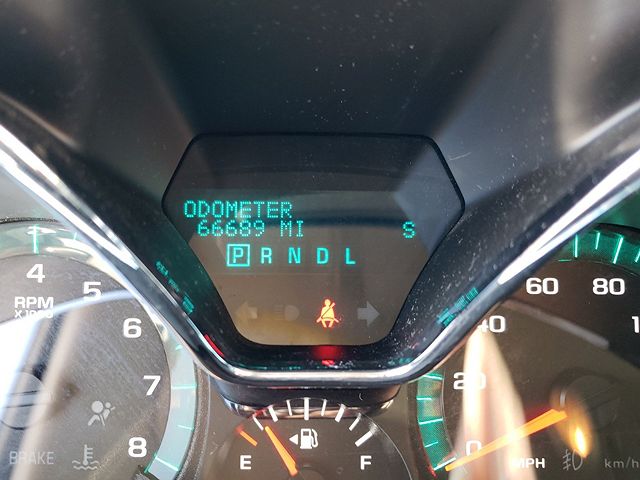 ODOMETER
66689 MI S
P R N D L
4 5 6 7 8
RPM
X1000
BRAKE
E F
0 20 40 60 80
MPH
km/h